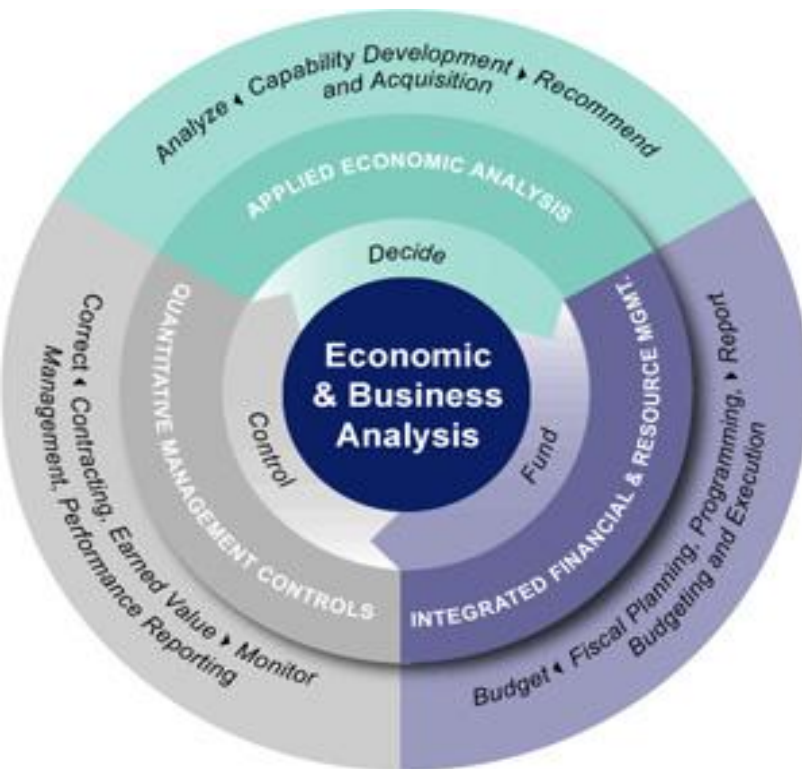 Analyze ◂ Capability Development ▸ Recommend
and Acquisition
APPLIED ECONOMIC ANALYSIS
Decide
Economic
& Business
Analysis
Fund
INTEGRATED FINANCIAL & RESOURCE MGMT.
Budget ◂ Fiscal Planning, Programming, ▸ Report
Budgeting and Execution
Control
QUANTITATIVE MANAGEMENT CONTROLS
Correct ◂ Contracting, Earned Value ▸ Monitor
Management, Performance Reporting